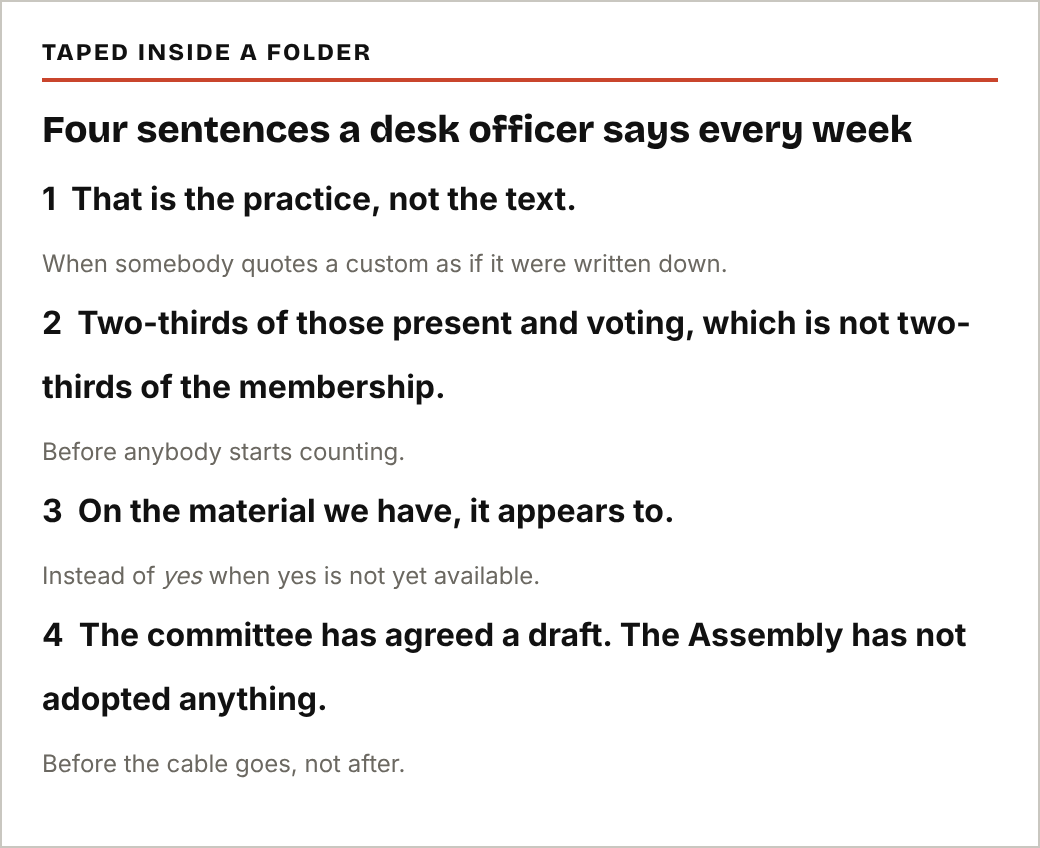 TAPED INSIDE A FOLDER
Four sentences a desk officer says every week
1 That is the practice, not the text.
When somebody quotes a custom as if it were written down.
2 Two-thirds of those present and voting, which is not two-
thirds of the membership.
Before anybody starts counting.
3 On the material we have, it appears to.
Instead of yes when yes is not yet available.
4 The committee has agreed a draft. The Assembly has not
adopted anything.
Before the cable goes, not after.